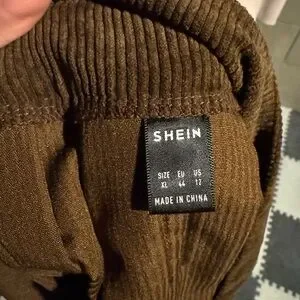 SHEIN
SIZE EU US
XL 44 12
MADE IN CHINA